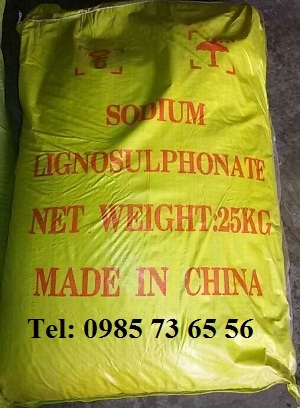 SODIUM
LIGNOSULPHONATE
NET WEIGHT:25KG
MADE IN CHINA
Tel: 0985 73 65 56